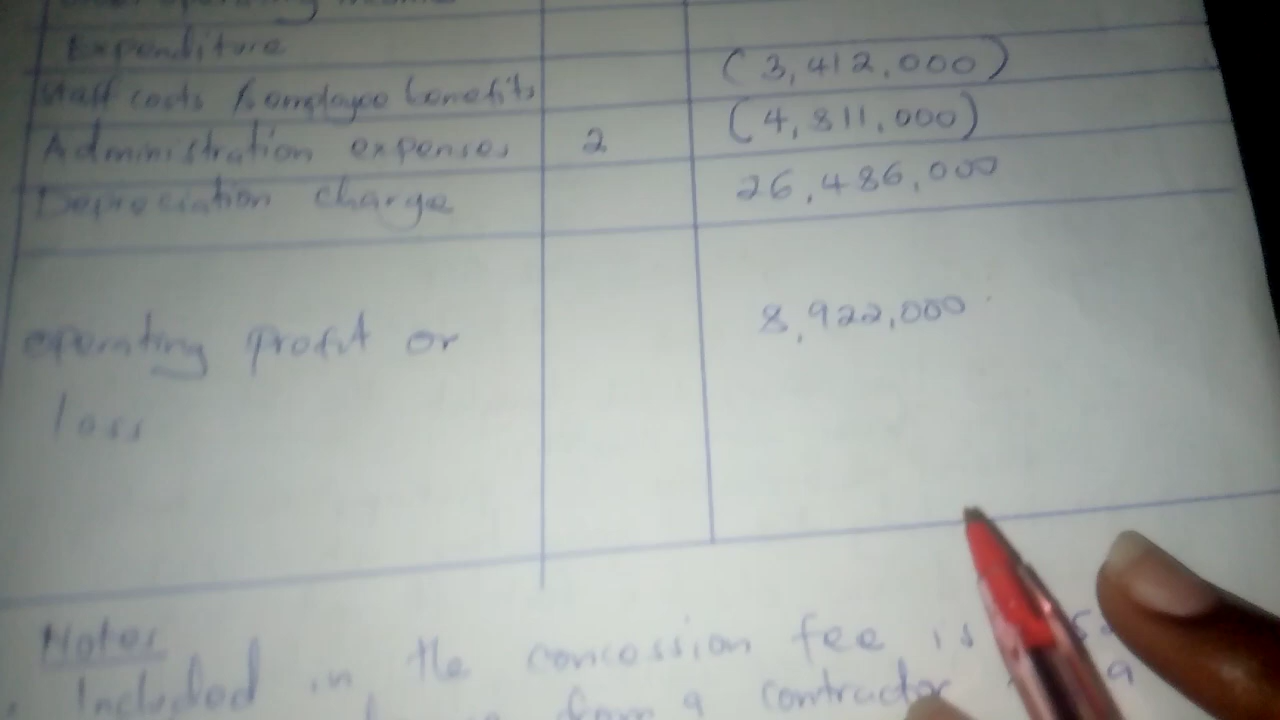 Expenditure
Staff costs & employee benefits (3,412,000)
Administration expenses 2 (4,811,000)
Depreciation charge 26,486,000
operating profit or 8,922,000
loss
Notes
Included in the concession fee is
from a contractor